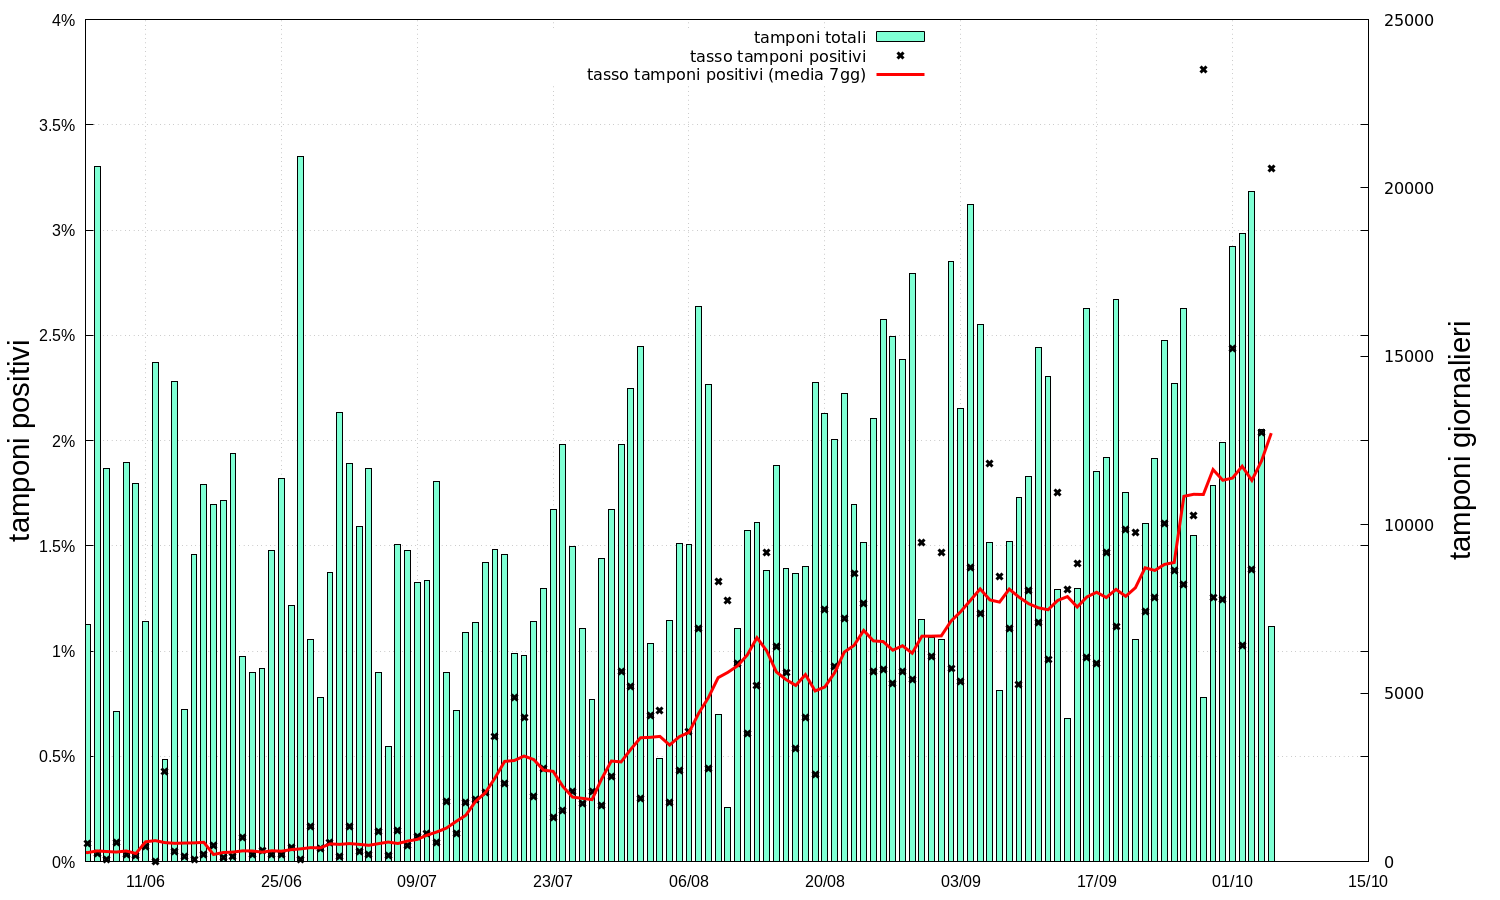 tamponi totali
tasso tamponi positivi
tasso tamponi positivi (media 7gg)
4%
3.5%
3%
2.5%
2%
1.5%
1%
0.5%
0%
tamponi positivi
25000
20000
15000
10000
5000
0
tamponi giornalieri
11/06 25/06 09/07 23/07 06/08 20/08 03/09 17/09 01/10 15/10